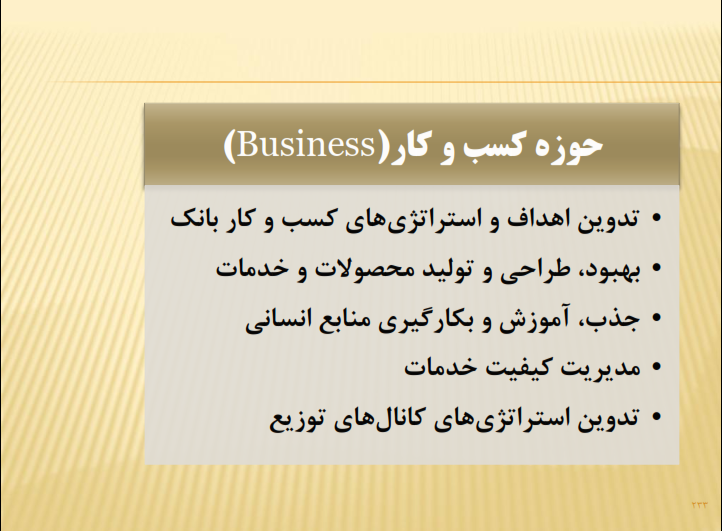 حوزه کسب و کار(Business)
• تدوین اهداف و استراتژی‌های کسب و کار بانک
• بهبود، طراحی و تولید محصولات و خدمات
• جذب، آموزش و بکارگیری منابع انسانی
• مدیریت کیفیت خدمات
• تدوین استراتژی‌های کانال‌های توزیع
۲۳۳